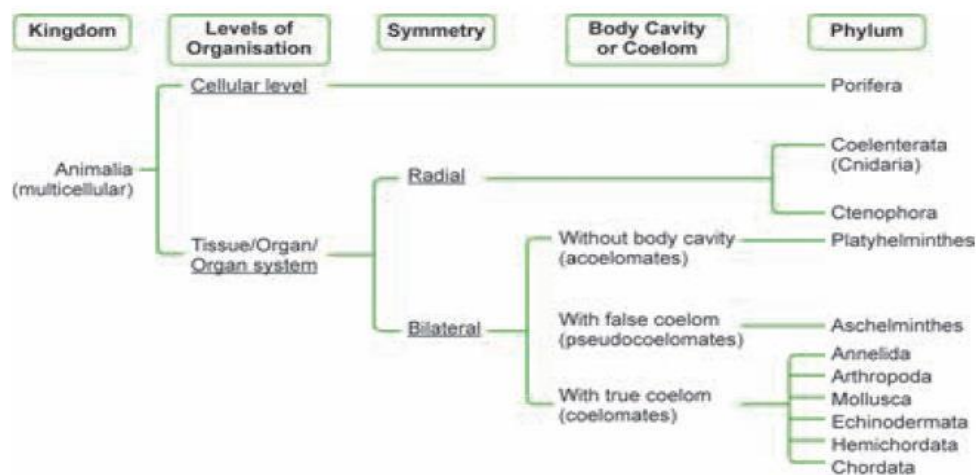 Kingdom
Levels of
Organisation
Symmetry
Body Cavity
or Coelom
Phylum
Cellular level
Porifera
Animalia
(multicellular)
Tissue/Organ/
Organ system
Radial
Bilateral
Coelenterata
(Cnidaria)
Ctenophora
Without body cavity
(acoelomates)
Platyhelminthes
With false coelom
(pseudocoelomates)
Aschelminthes
With true coelom
(coelomates)
Annelida
Arthropoda
Mollusca
Echinodermata
Hemichordata
Chordata